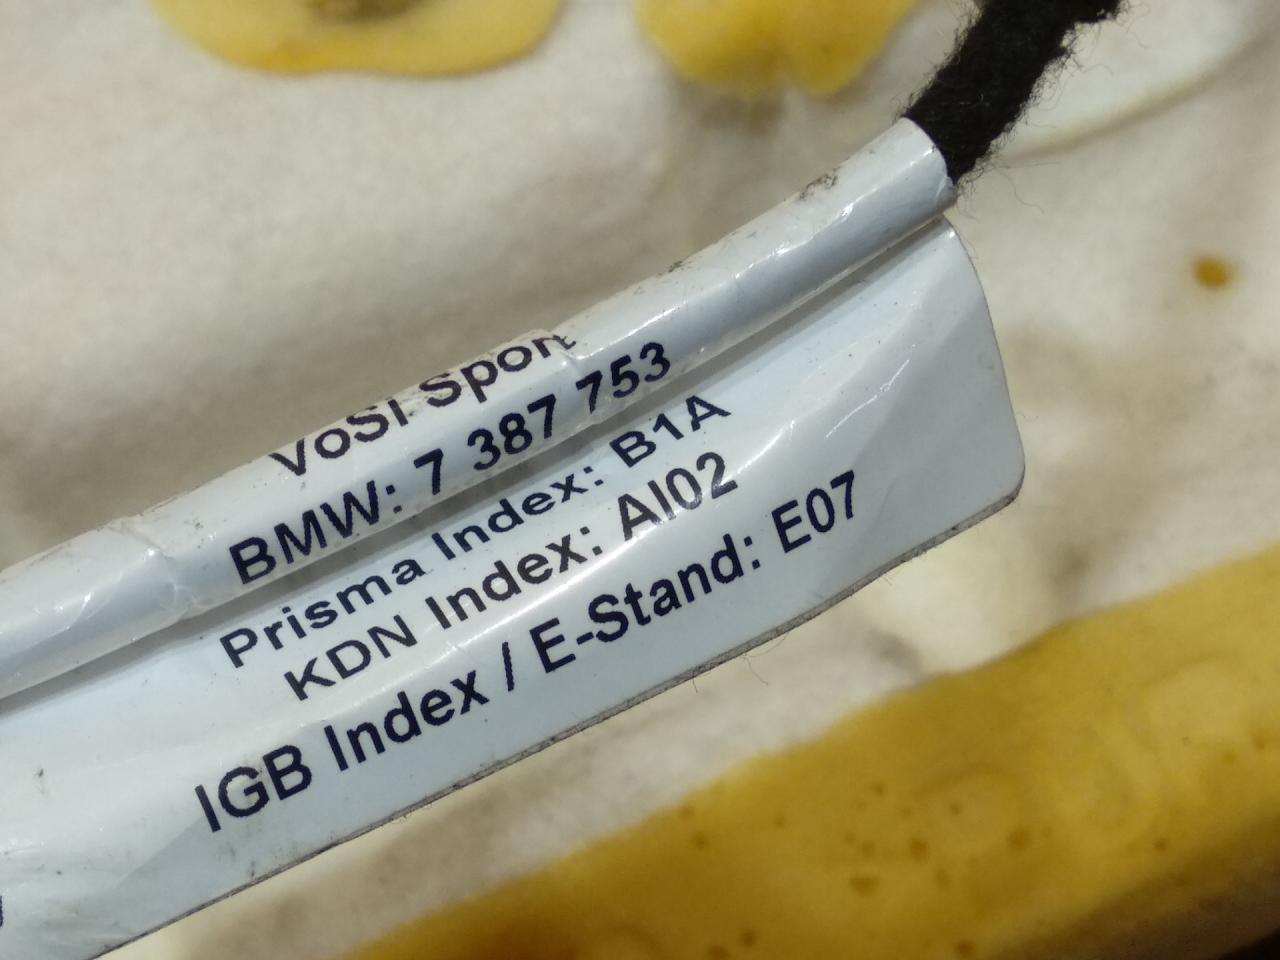 VoSi Sport
BMW: 7 387 753
Prisma Index: B1A
KDN Index: AI02
IGB Index / E-Stand: E07